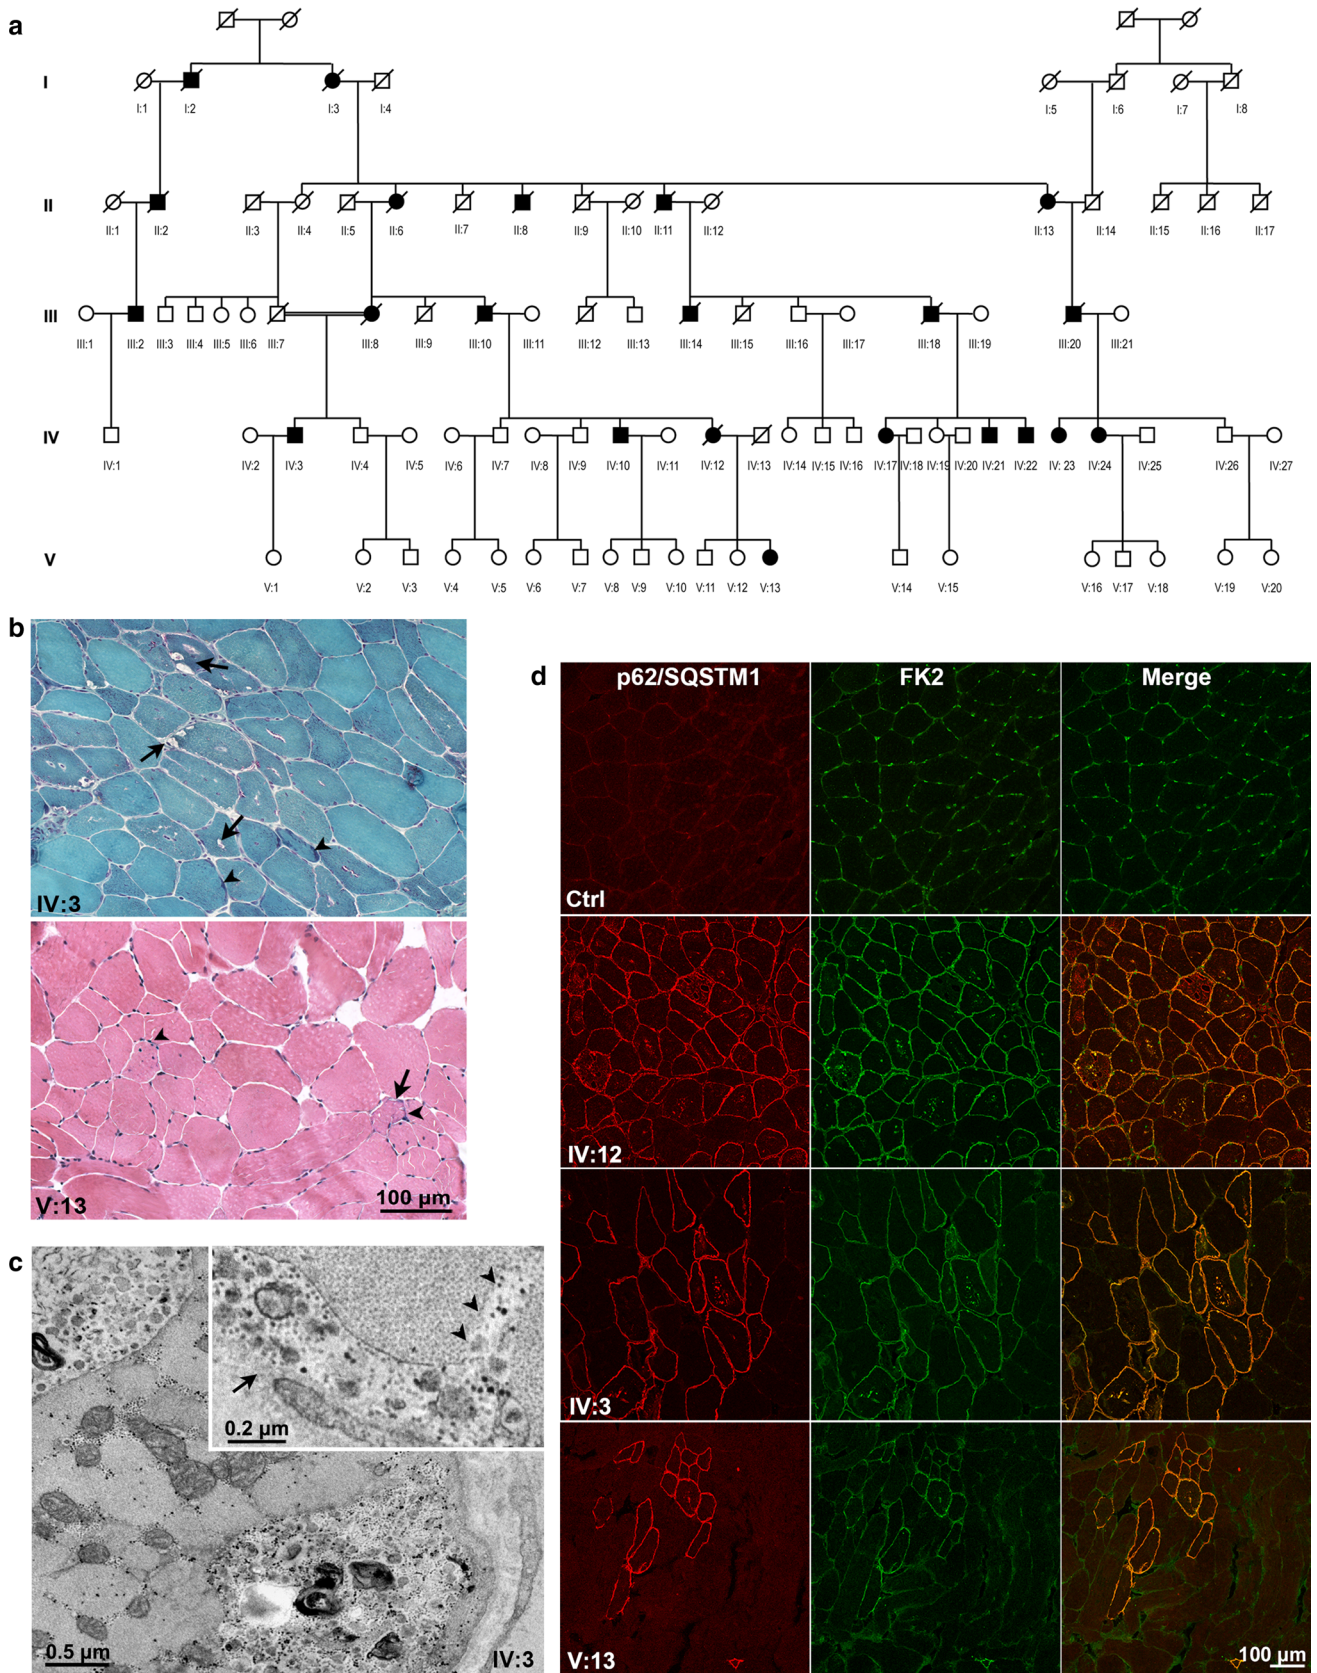 a
I
I:1 I:2 I:3 I:4 I:5 I:6 I:7 I:8
II
II:1 II:2 II:3 II:4 II:5 II:6 II:7 II:8 II:9 II:10 II:11 II:12 II:13 II:14 II:15 II:16 II:17
III
III:1 III:2 III:3 III:4 III:5 III:6 III:7 III:8 III:9 III:10 III:11 III:12 III:13 III:14 III:15 III:16 III:17 III:18 III:19 III:20 III:21
IV
IV:1 IV:2 IV:3 IV:4 IV:5 IV:6 IV:7 IV:8 IV:9 IV:10 IV:11 IV:12 IV:13 IV:14 IV:15 IV:16 IV:17 IV:18 IV:19 IV:20 IV:21 IV:22 IV: 23 IV:24 IV:25 IV:26 IV:27
V
V:1 V:2 V:3 V:4 V:5 V:6 V:7 V:8 V:9 V:10 V:11 V:12 V:13 V:14 V:15 V:16 V:17 V:18 V:19 V:20
b
IV:3
V:13
100 µm
c
0.2 µm
0.5 µm
IV:3
d
p62/SQSTM1 FK2 Merge
Ctrl
IV:12
IV:3
V:13
100 µm